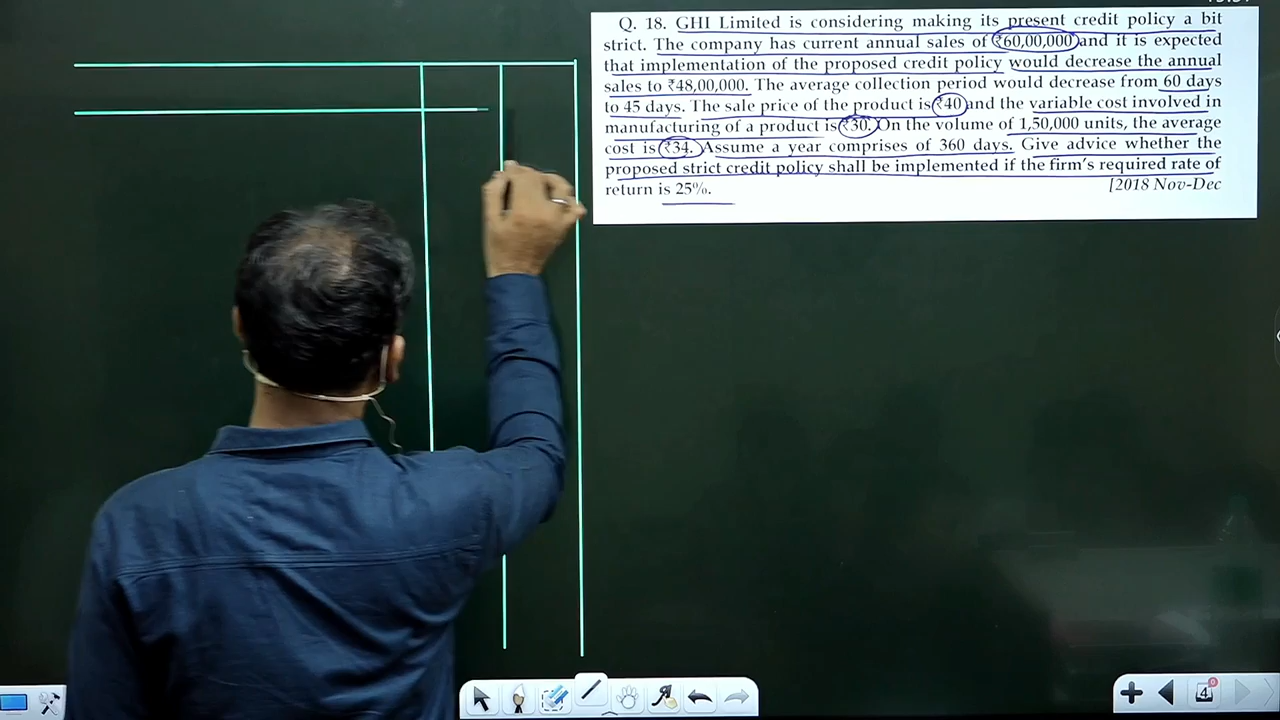 Q. 18. GHI Limited is considering making its present credit policy a bit
strict. The company has current annual sales of ₹60,00,000 and it is expected
that implementation of the proposed credit policy would decrease the annual
sales to ₹48,00,000. The average collection period would decrease from 60 days
to 45 days. The sale price of the product is ₹40 and the variable cost involved in
manufacturing of a product is ₹30. On the volume of 1,50,000 units, the average
cost is ₹34. Assume a year comprises of 360 days. Give advice whether the
proposed strict credit policy shall be implemented if the firm's required rate of
return is 25%. [2018 Nov-Dec
4
0